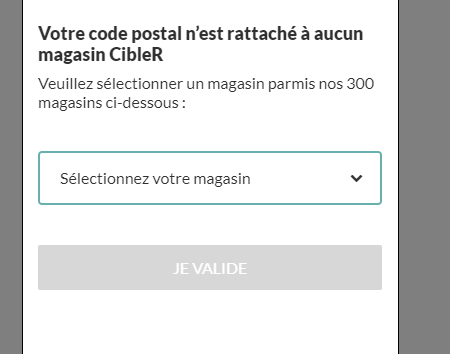 Votre code postal n’est rattaché à aucun
magasin CibleR
Veuillez sélectionner un magasin parmis nos 300
magasins ci-dessous :
Sélectionnez votre magasin
JE VALIDE